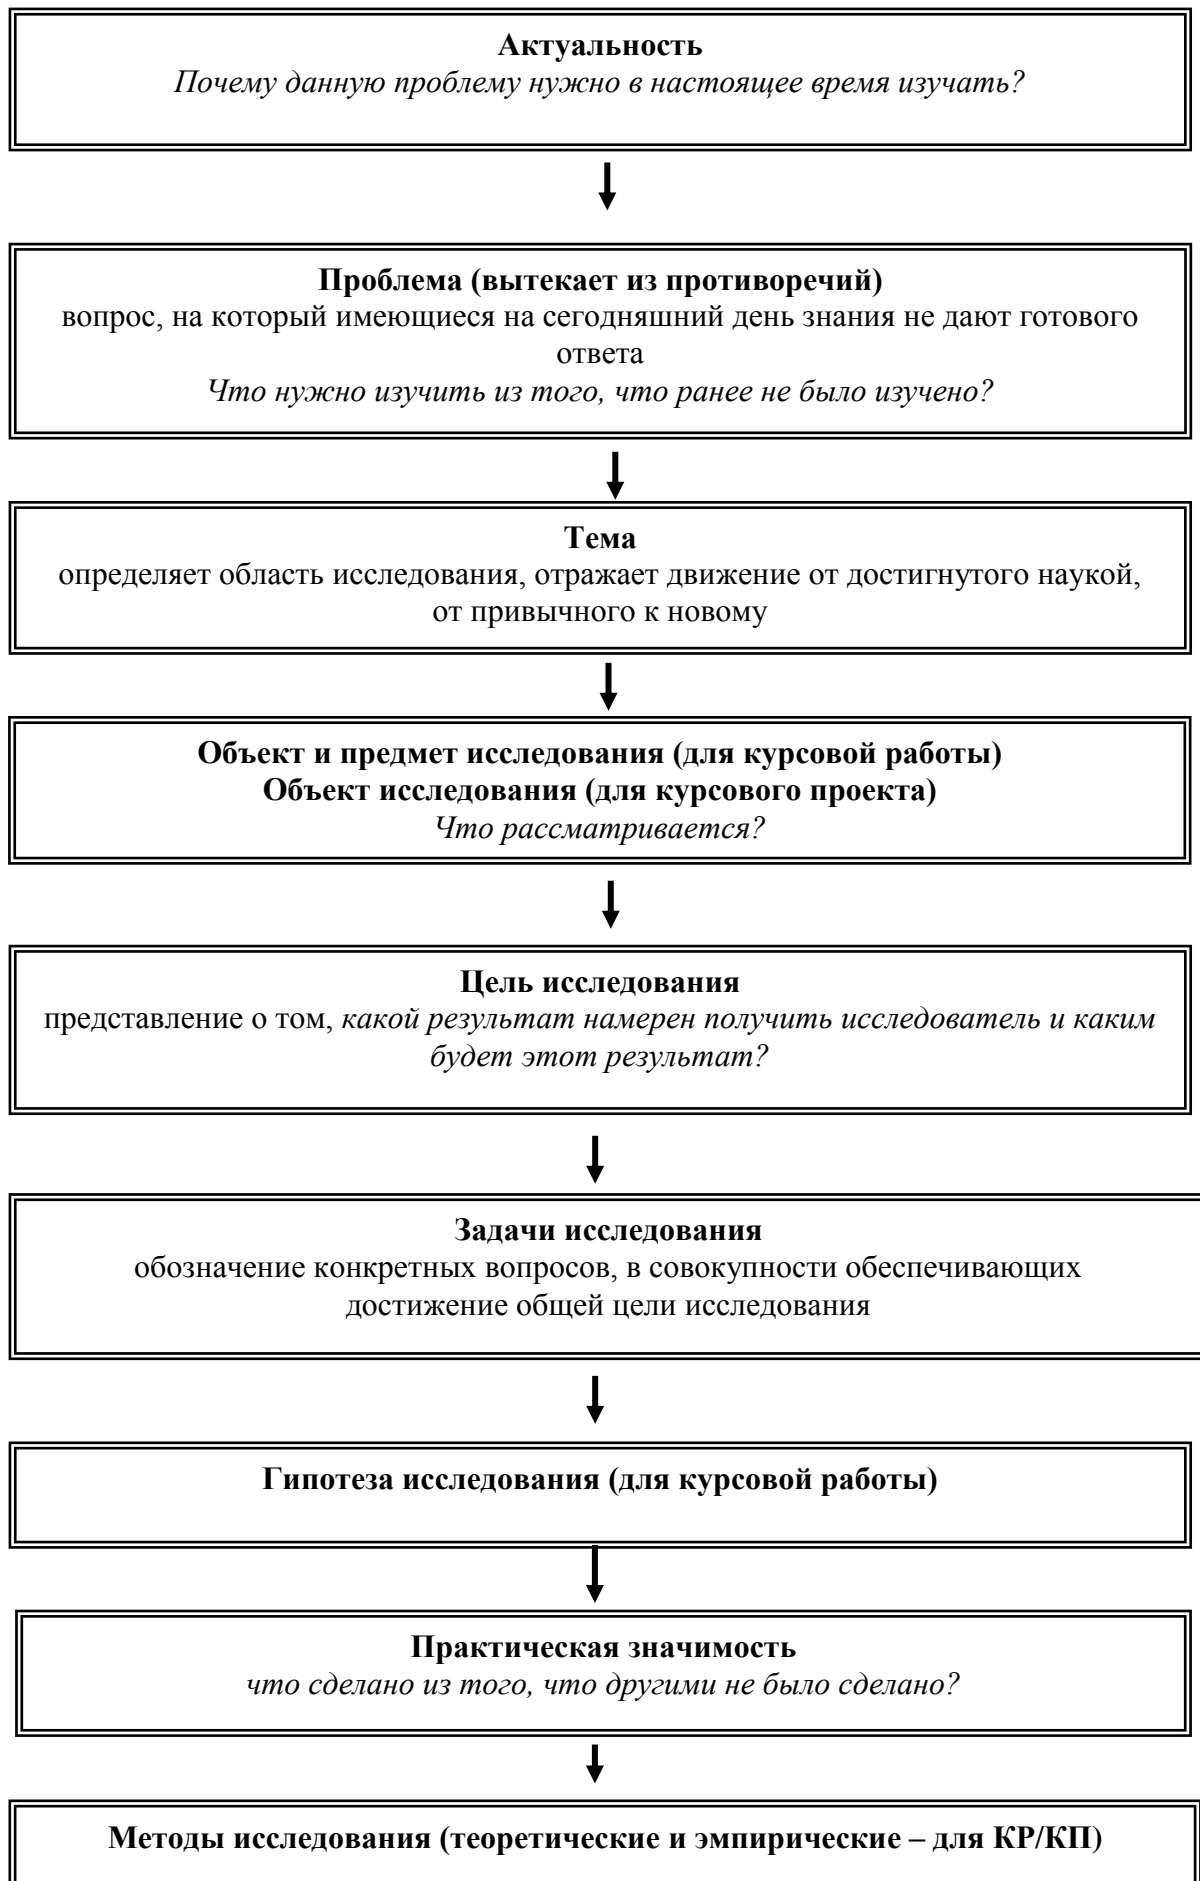 Актуальность
Почему данную проблему нужно в настоящее время изучать?
Проблема (вытекает из противоречий)
вопрос, на который имеющиеся на сегодняшний день знания не дают готового
ответа
Что нужно изучить из того, что ранее не было изучено?
Тема
определяет область исследования, отражает движение от достигнутого наукой,
от привычного к новому
Объект и предмет исследования (для курсовой работы)
Объект исследования (для курсового проекта)
Что рассматривается?
Цель исследования
представление о том, какой результат намерен получить исследователь и каким
будет этот результат?
Задачи исследования
обозначение конкретных вопросов, в совокупности обеспечивающих
достижение общей цели исследования
Гипотеза исследования (для курсовой работы)
Практическая значимость
что сделано из того, что другими не было сделано?
Методы исследования (теоретические и эмпирические – для КР/КП)